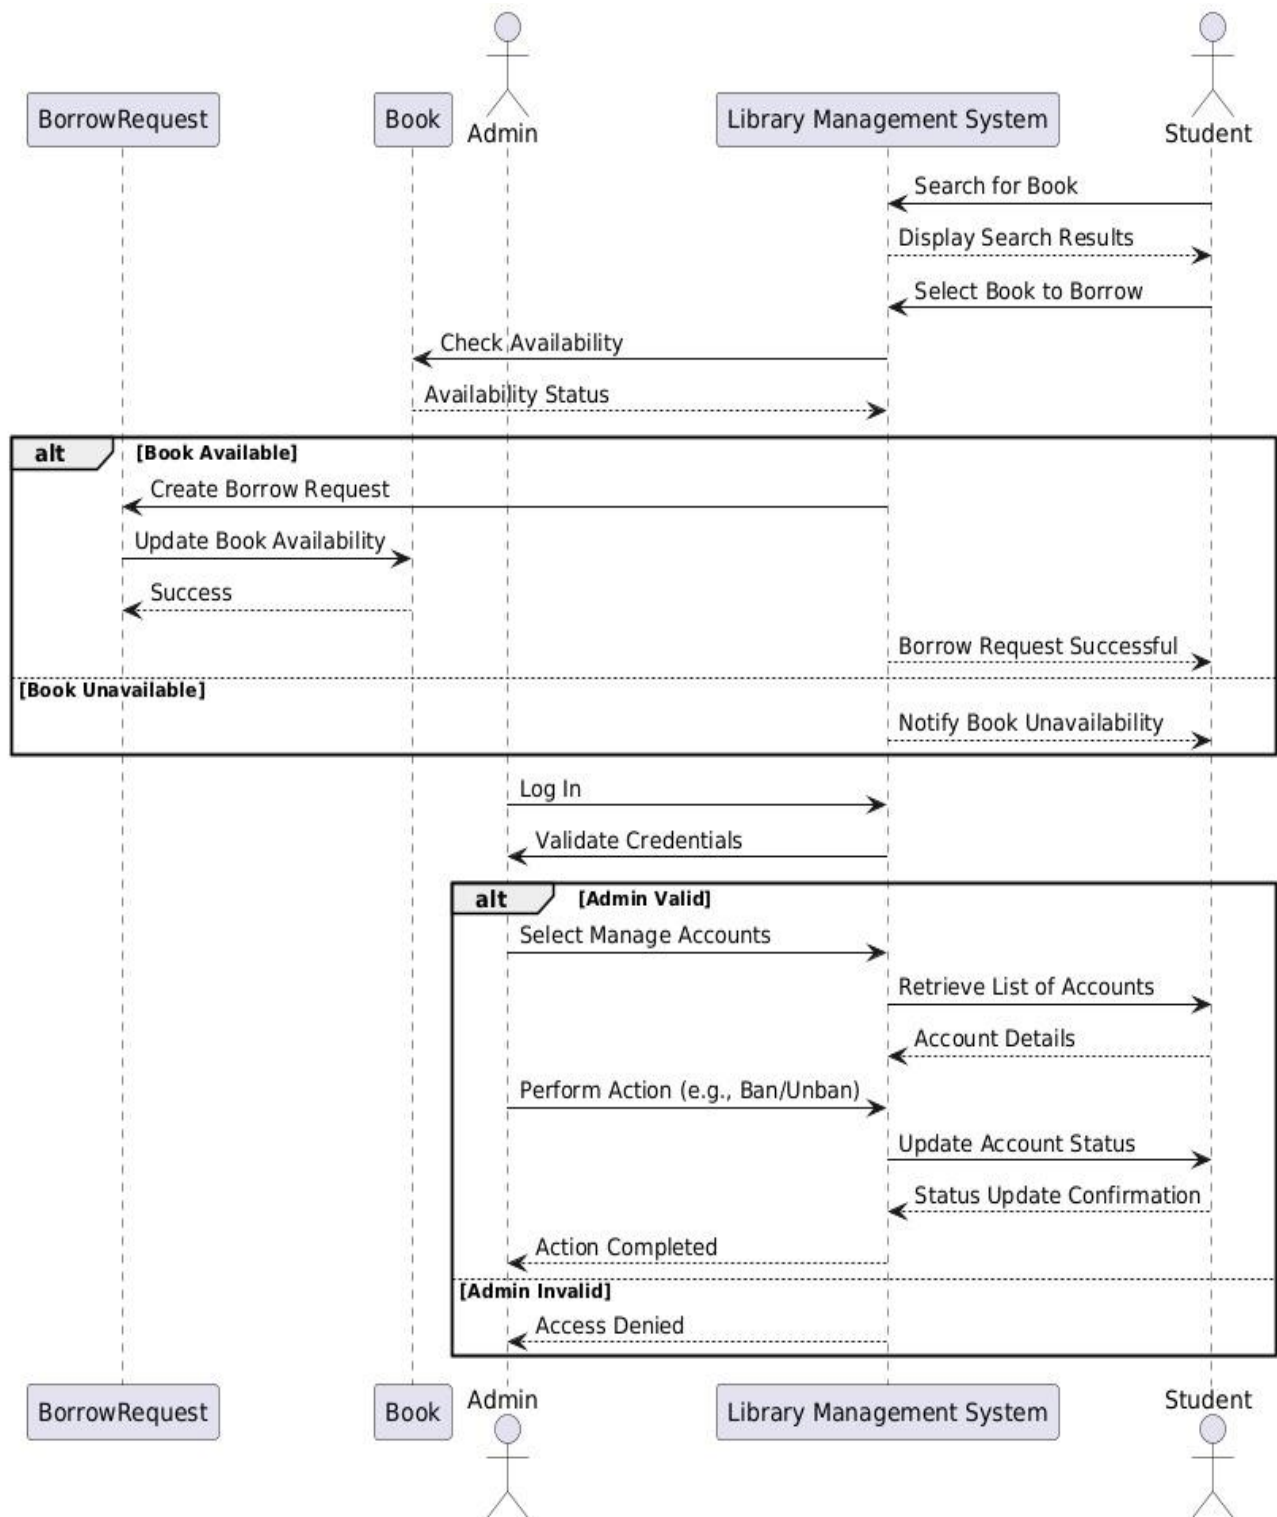 BorrowRequest
Book
Admin
Library Management System
Student
Search for Book
Display Search Results
Select Book to Borrow
Check Availability
Availability Status
alt
[Book Available]
Create Borrow Request
Update Book Availability
Success
Borrow Request Successful
[Book Unavailable]
Notify Book Unavailability
Log In
Validate Credentials
alt
[Admin Valid]
Select Manage Accounts
Retrieve List of Accounts
Account Details
Perform Action (e.g., Ban/Unban)
Update Account Status
Status Update Confirmation
Action Completed
[Admin Invalid]
Access Denied
BorrowRequest
Book
Admin
Library Management System
Student